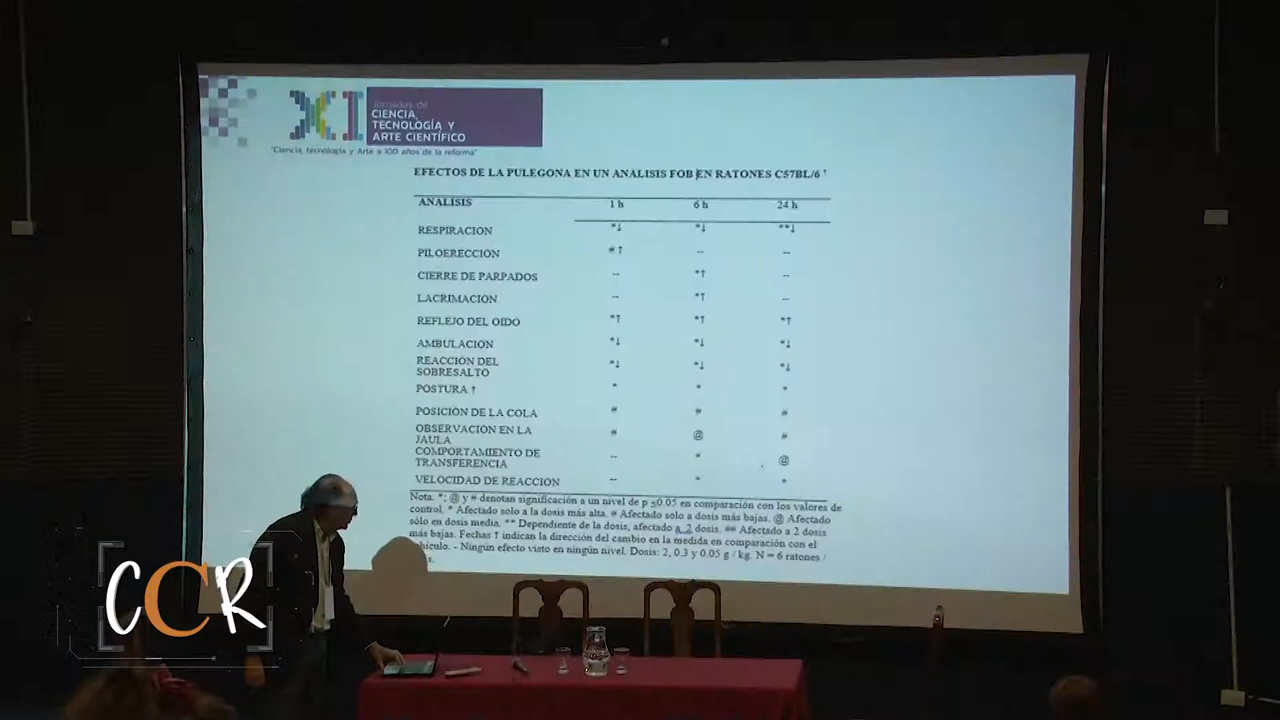 XI Jornadas de
CIENCIA,
TECNOLOGÍA Y
ARTE CIENTÍFICO
"Ciencia, tecnología y Arte a 100 años de la reforma"
EFECTOS DE LA PULEGONA EN UN ANALISIS FOB EN RATONES C57BL/6 †
ANALISIS 1 h 6 h 24 h
RESPIRACION *↓ *↓ **↓
PILOERECCION #↑ -- --
CIERRE DE PARPADOS -- *↑ --
LACRIMACION -- *↑ --
REFLEJO DEL OIDO *↑ *↑ *↑
AMBULACION *↓ *↓ *↓
REACCION DEL
SOBRESALTO *↓ *↓ *↓
POSTURA † * * *
POSICIÓN DE LA COLA # # #
OBSERVACION EN LA
JAULA # @ #
COMPORTAMIENTO DE
TRANSFERENCIA -- * @
VELOCIDAD DE REACCIÓN -- * *
Nota. *; @ y # denotan significación a un nivel de p ≤0.05 en comparación con los valores de
control. * Afectado solo a la dosis más alta. # Afectado solo a dosis más bajas. @ Afectado
sólo en dosis media. ** Dependiente de la dosis, afectado a 2 dosis. ## Afectado a 2 dosis
más bajas. Fechas ↑ indican la dirección del cambio en la medida en comparación con el
vehículo. - Ningún efecto visto en ningún nivel. Dosis: 2, 0.3 y 0.05 g / kg. N = 6 ratones /
CCR